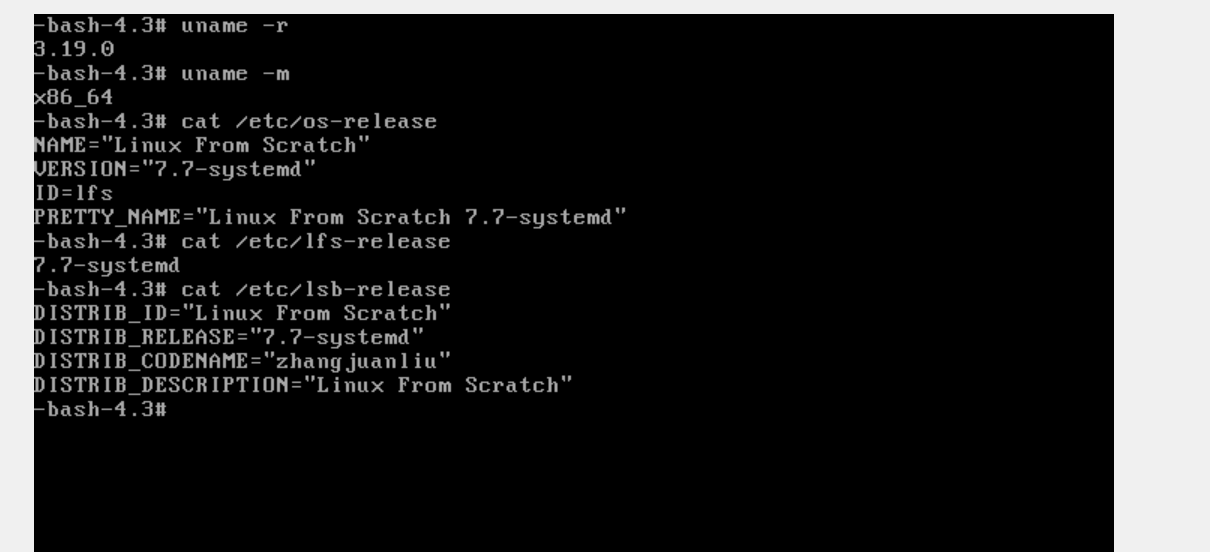 -bash-4.3# uname -r
3.19.0
-bash-4.3# uname -m
x86_64
-bash-4.3# cat /etc/os-release
NAME="Linux From Scratch"
VERSION="7.7-systemd"
ID=lfs
PRETTY_NAME="Linux From Scratch 7.7-systemd"
-bash-4.3# cat /etc/lfs-release
7.7-systemd
-bash-4.3# cat /etc/lsb-release
DISTRIB_ID="Linux From Scratch"
DISTRIB_RELEASE="7.7-systemd"
DISTRIB_CODENAME="zhangjuanliu"
DISTRIB_DESCRIPTION="Linux From Scratch"
-bash-4.3#